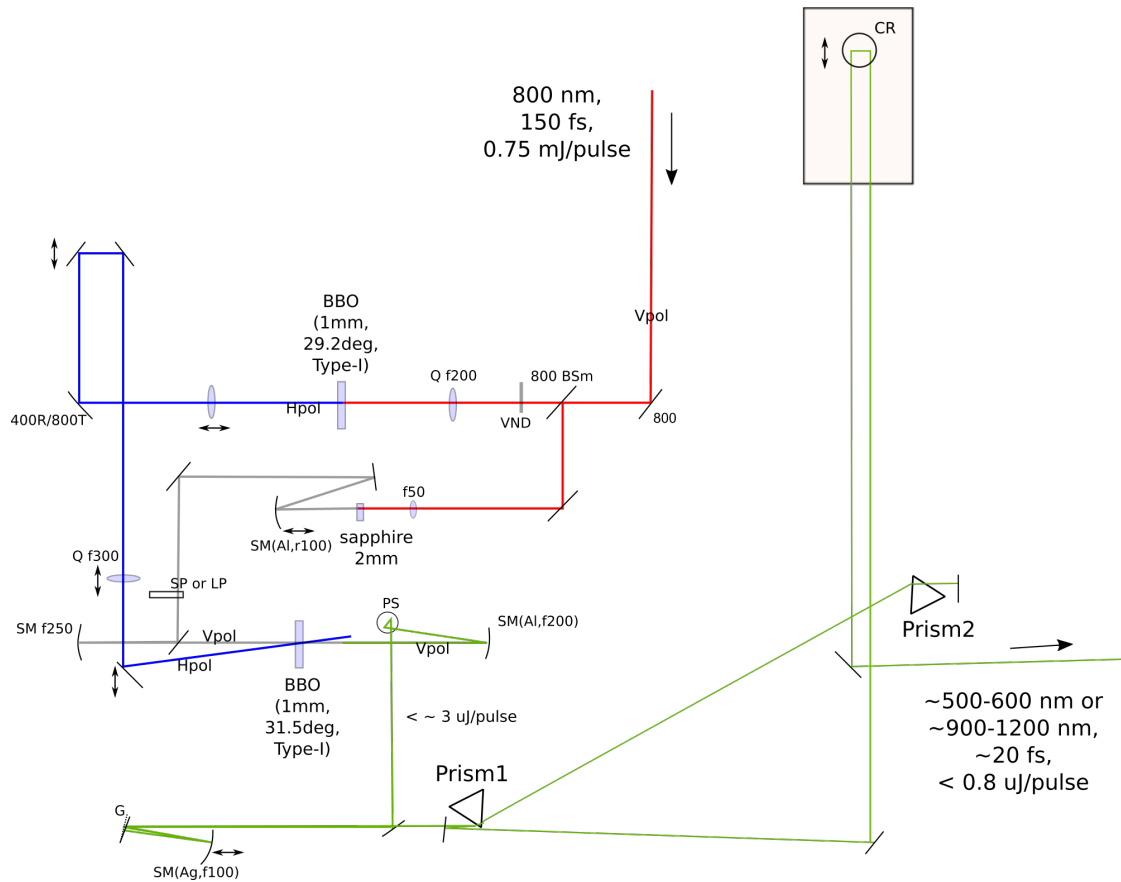 CR
800 nm,
150 fs,
0.75 mJ/pulse
Vpol
BBO
(1mm,
29.2deg,
Type-I)
Q f200
800 BSm
Hpol
VND
800
400R/800T
f50
SM(Al,r100)
sapphire
2mm
Q f300
SP or LP
PS
SM f250
Vpol
Hpol
SM(Al,f200)
Vpol
Prism2
BBO
(1mm,
31.5deg,
Type-I)
< ~ 3 uJ/pulse
~500-600 nm or
~900-1200 nm,
~20 fs,
< 0.8 uJ/pulse
Prism1
G
SM(Ag,f100)